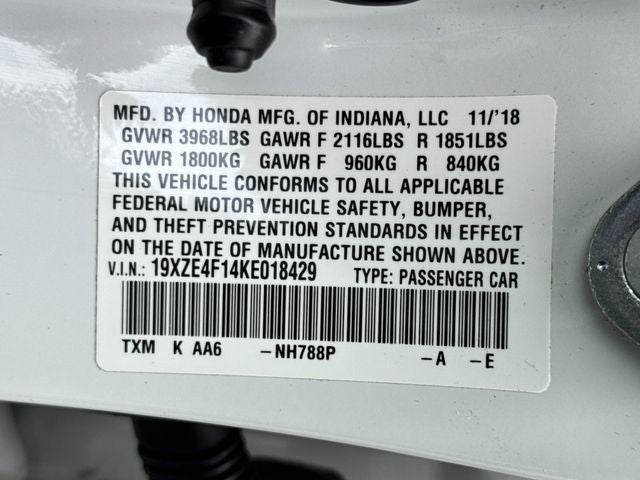 MFD. BY HONDA MFG. OF INDIANA, LLC 11/'18
GVWR 3968LBS GAWR F 2116LBS R 1851LBS
GVWR 1800KG GAWR F 960KG R 840KG
THIS VEHICLE CONFORMS TO ALL APPLICABLE
FEDERAL MOTOR VEHICLE SAFETY, BUMPER,
AND THEFT PREVENTION STANDARDS IN EFFECT
ON THE DATE OF MANUFACTURE SHOWN ABOVE.
V.I.N.: 19XZE4F14KE018429 TYPE: PASSENGER CAR
TXM K AA6 -NH788P -A -E